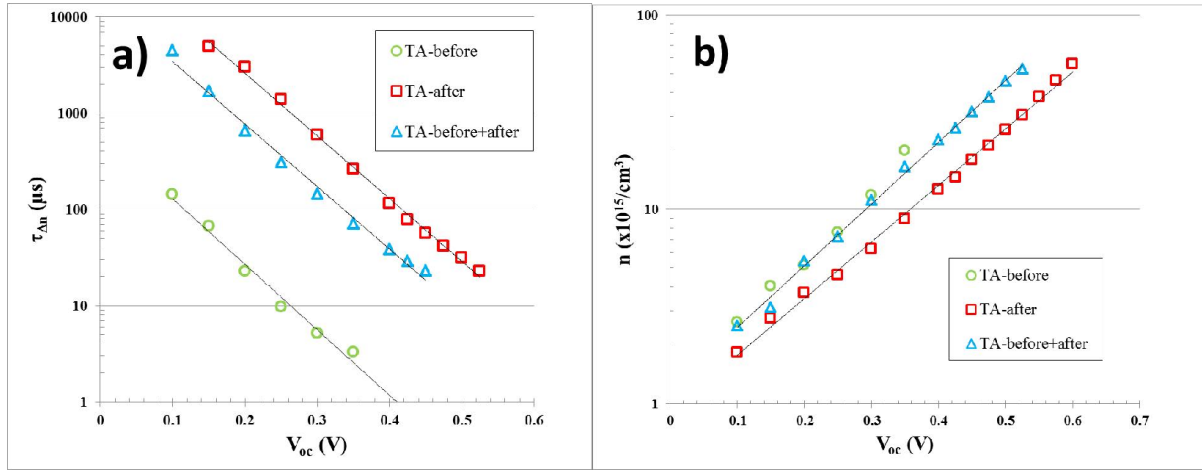 a)
10000
1000
100
10
1
τΔn (μs)
TA-before
TA-after
TA-before+after
0 0.1 0.2 0.3 0.4 0.5 0.6
Voc (V)
b)
100
10
1
n (x10¹⁵/cm³)
TA-before
TA-after
TA-before+after
0 0.1 0.2 0.3 0.4 0.5 0.6 0.7
Voc (V)